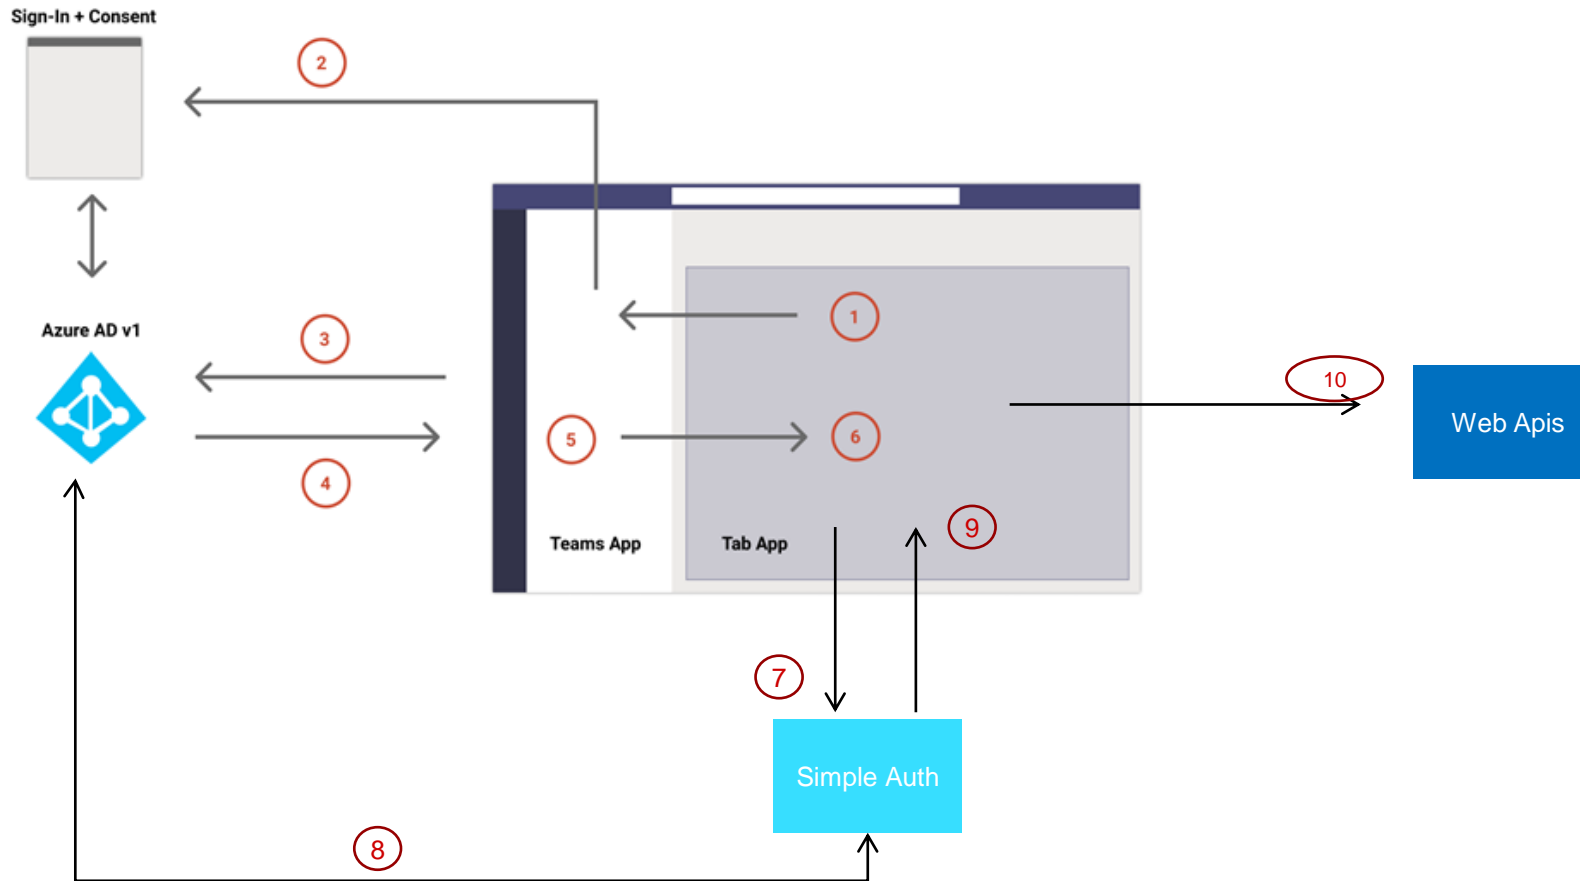 Sign-In + Consent
2
1
Azure AD v1
3
10
Web Apis
5
6
4
9
Teams App
Tab App
7
Simple Auth
8